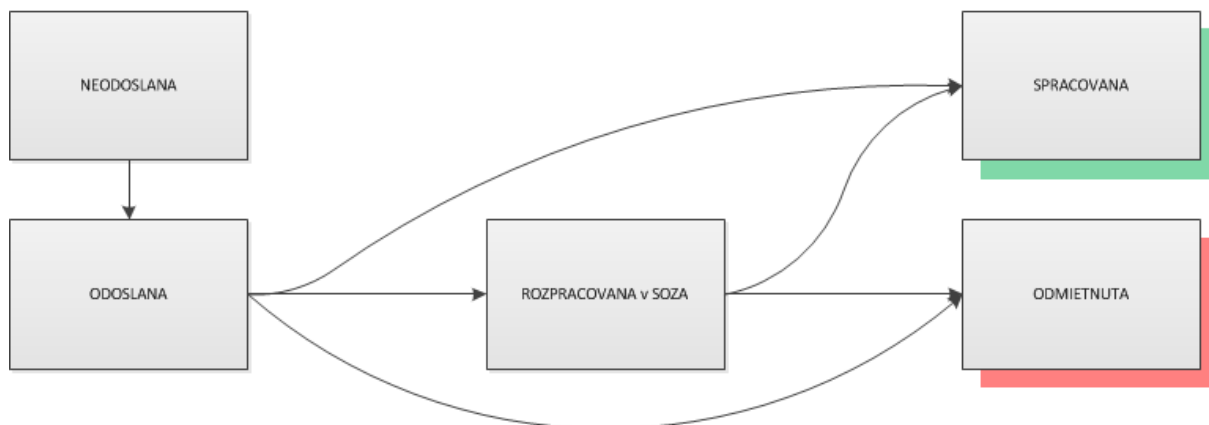 NEODOSLANA
SPRACOVANA
ODOSLANA
ROZPRACOVANA v SOZA
ODMIETNUTA